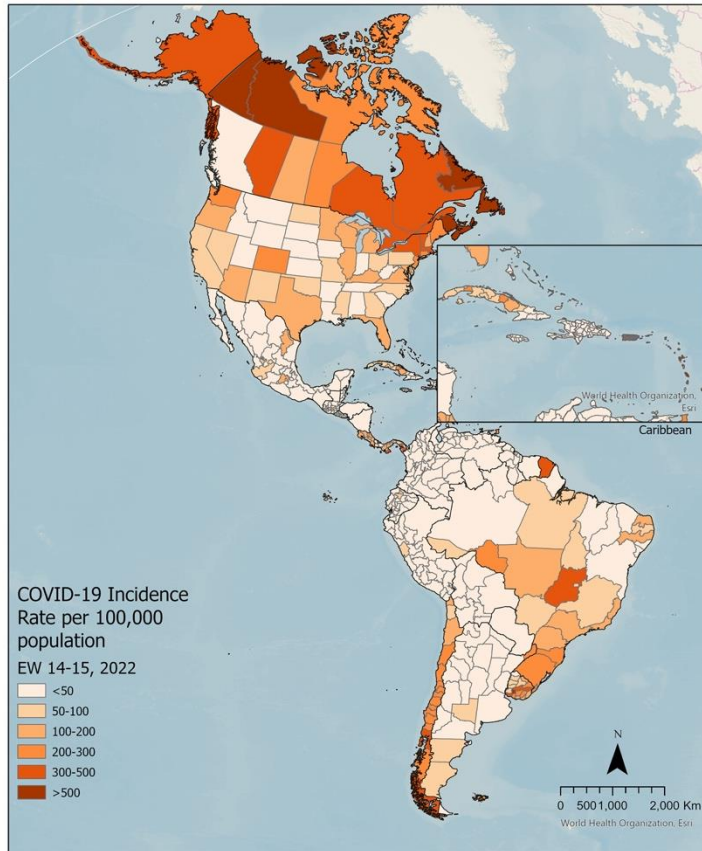 World Health Organization,
Esri
Caribbean
COVID-19 Incidence
Rate per 100,000
population
EW 14-15, 2022
<50
50-100
100-200
200-300
300-500
>500
N
0 5001,000 2,000 Km
World Health Organization, Esri